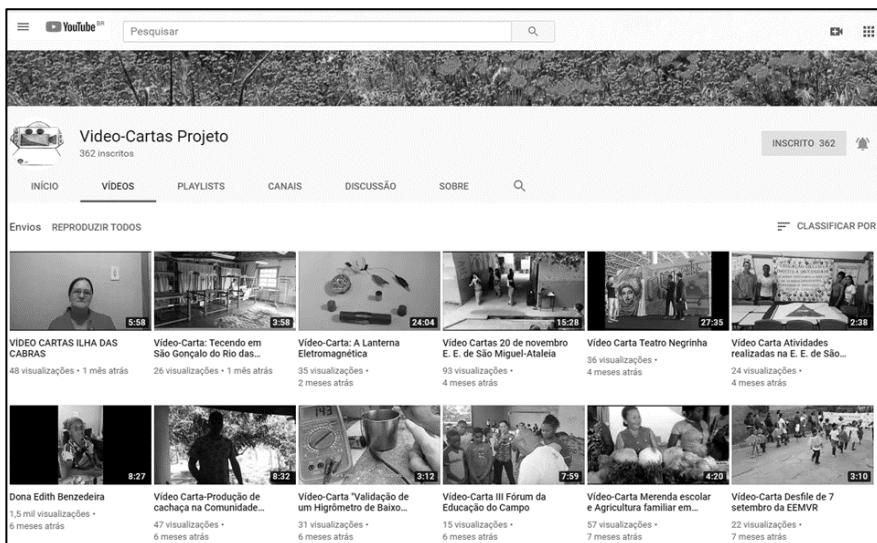 YouTube BR
Pesquisar
Video-Cartas Projeto
362 inscritos
INSCRITO 362
INÍCIO VÍDEOS PLAYLISTS CANAIS DISCUSSÃO SOBRE
Envios REPRODUZIR TODOS CLASSIFICAR POR
5:58
VÍDEO CARTAS ILHA DAS
CABRAS
48 visualizações • 1 mês atrás
3:58
Vídeo-Carta: Tecendo em
São Gonçalo do Rio das...
26 visualizações • 1 mês atrás
24:04
Vídeo-Carta: A Lanterna
Eletromagnética
35 visualizações •
2 meses atrás
15:28
Vídeo Cartas 20 de novembro
E. E. de São Miguel-Ataleia
93 visualizações •
4 meses atrás
27:35
Vídeo Carta Teatro Negrinha
36 visualizações •
4 meses atrás
2:38
Vídeo Carta Atividades
realizadas na E. E. de São...
24 visualizações •
4 meses atrás
8:27
Dona Edith Benzedeira
1,5 mil visualizações •
6 meses atrás
8:32
Vídeo Carta-Produção de
cachaça na Comunidade...
47 visualizações •
6 meses atrás
143
3:12
Vídeo-Carta "Validação de
um Higrômetro de Baixo...
31 visualizações •
6 meses atrás
7:59
Vídeo-Carta III Fórum da
Educação do Campo
15 visualizações •
6 meses atrás
4:20
Vídeo-Carta Merenda escolar
e Agricultura familiar em...
57 visualizações •
7 meses atrás
3:10
Vídeo-Carta Desfile de 7
setembro da EEMVR
22 visualizações •
7 meses atrás